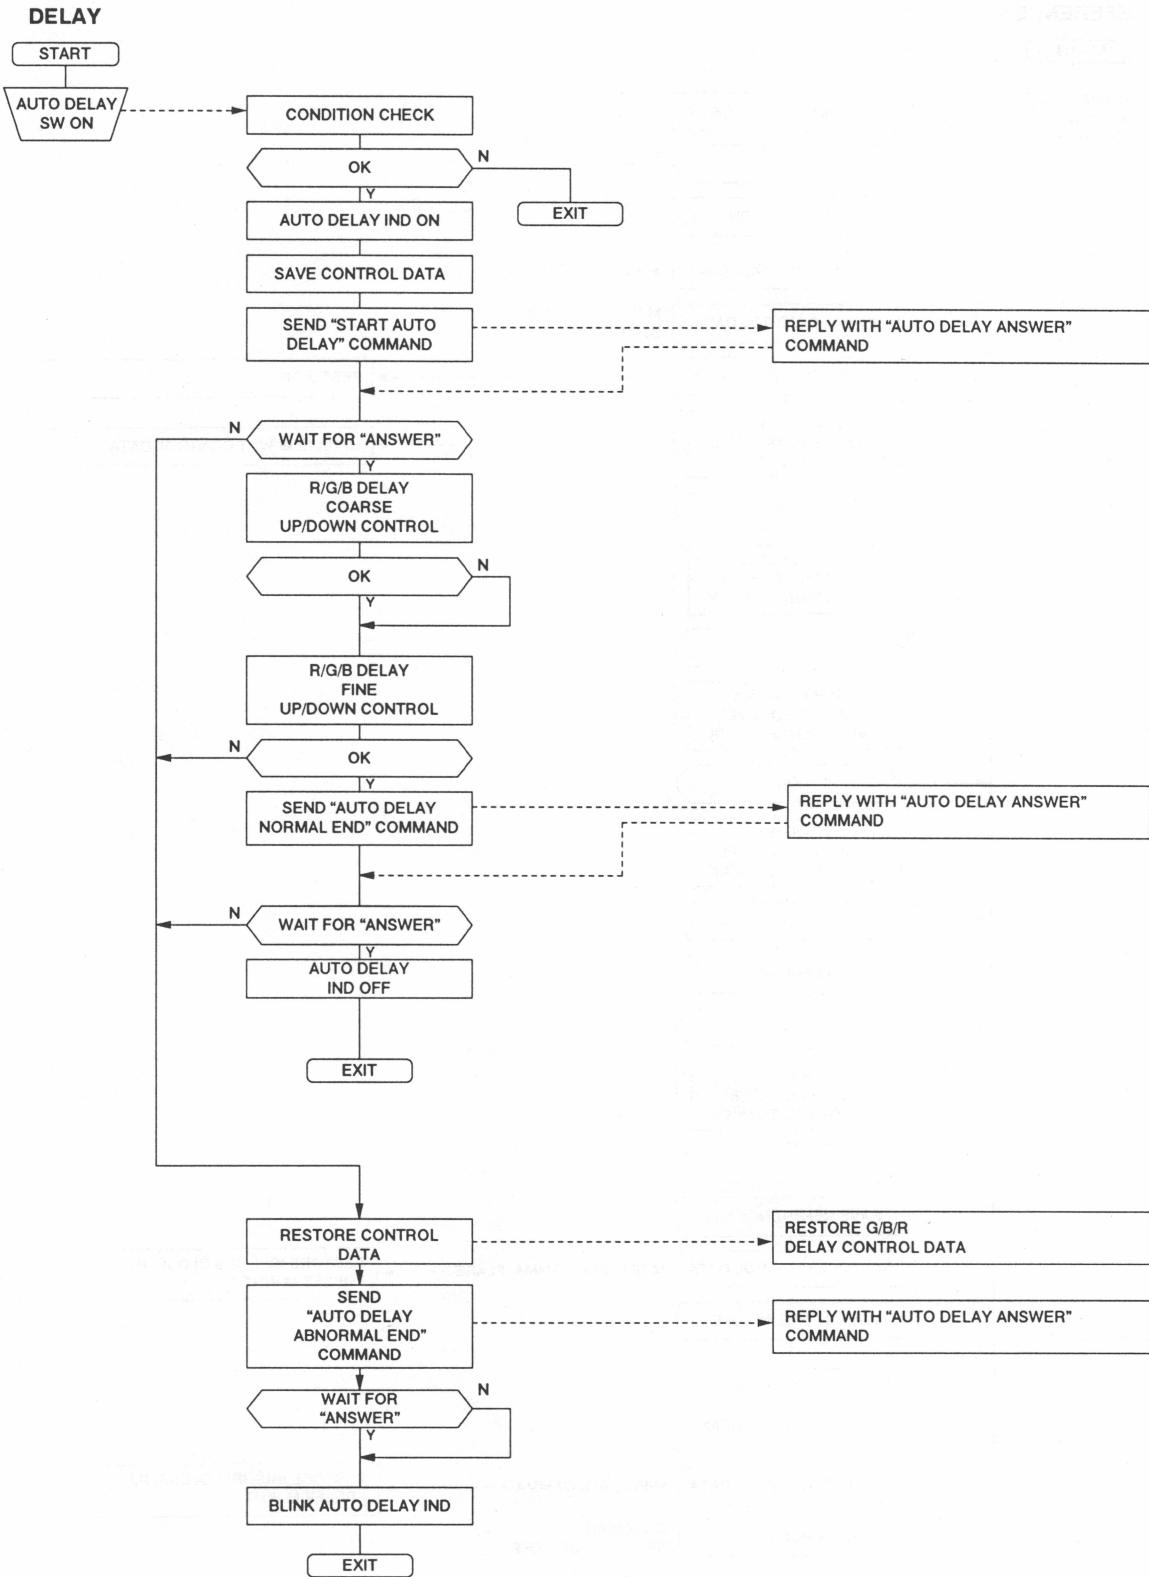 DELAY
START
AUTO DELAY
SW ON
CONDITION CHECK
OK
N
Y
EXIT
AUTO DELAY IND ON
SAVE CONTROL DATA
SEND “START AUTO
DELAY” COMMAND
REPLY WITH “AUTO DELAY ANSWER”
COMMAND
N
WAIT FOR “ANSWER”
Y
R/G/B DELAY
COARSE
UP/DOWN CONTROL
OK
N
Y
R/G/B DELAY
FINE
UP/DOWN CONTROL
N
OK
Y
SEND “AUTO DELAY
NORMAL END” COMMAND
REPLY WITH “AUTO DELAY ANSWER”
COMMAND
N
WAIT FOR “ANSWER”
Y
AUTO DELAY
IND OFF
EXIT
RESTORE CONTROL
DATA
RESTORE G/B/R
DELAY CONTROL DATA
SEND
“AUTO DELAY
ABNORMAL END”
COMMAND
REPLY WITH “AUTO DELAY ANSWER”
COMMAND
WAIT FOR
“ANSWER”
N
Y
BLINK AUTO DELAY IND
EXIT